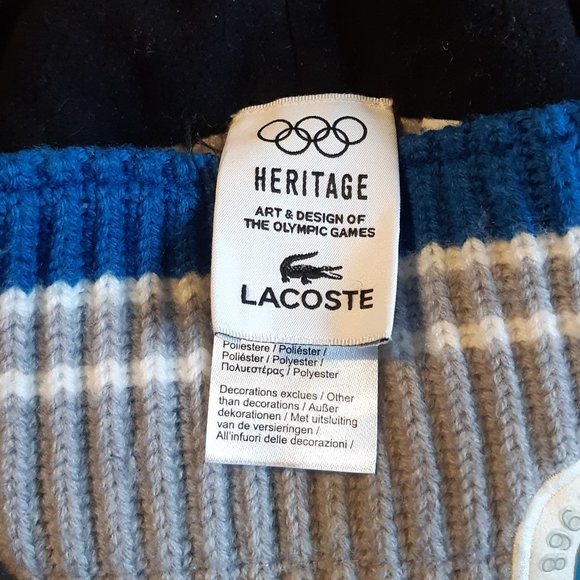 HERITAGE
ART & DESIGN OF
THE OLYMPIC GAMES
LACOSTE
Poliestere / Poliéster /
Poliéster / Polyester /
Πολυεστέρας / Polyester
Decorations exclues / Other
than decorations / Außer
dekorationen / Met uitsluiting
van de versieringen /
All'infuori delle decorazioni /
968